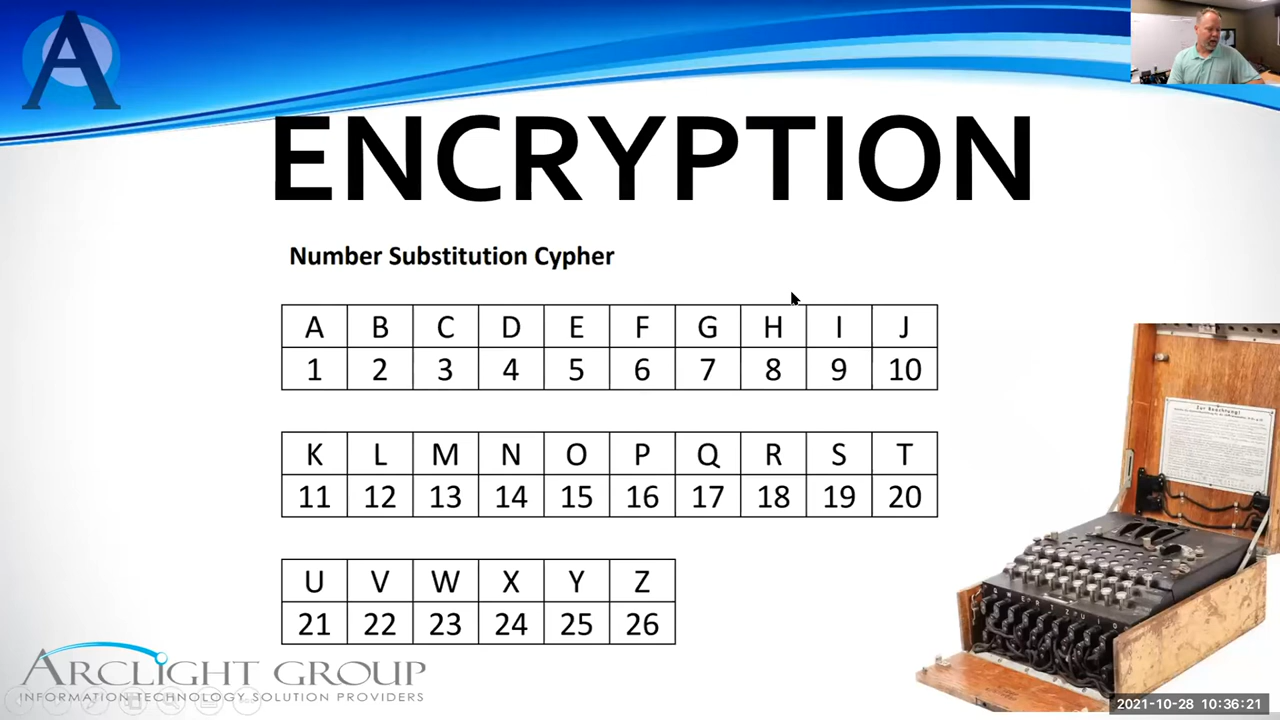 A
ENCRYPTION
Number Substitution Cypher
A B C D E F G H I J
1 2 3 4 5 6 7 8 9 10
K L M N O P Q R S T
11 12 13 14 15 16 17 18 19 20
U V W X Y Z
21 22 23 24 25 26
Zur Beachtung!
ARCLIGHT GROUP
INFORMATION TECHNOLOGY SOLUTION PROVIDERS
2021-10-28 10:36:21